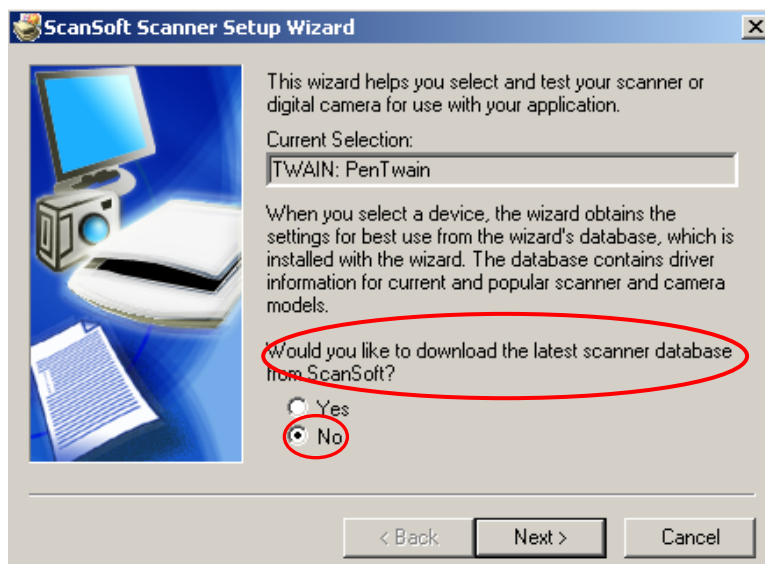 ScanSoft Scanner Setup Wizard
This wizard helps you select and test your scanner or
digital camera for use with your application.
Current Selection:
TWAIN: PenTwain
When you select a device, the wizard obtains the
settings for best use from the wizard's database, which is
installed with the wizard. The database contains driver
information for current and popular scanner and camera
models.
Would you like to download the latest scanner database
from ScanSoft?
Yes
No
< Back
Next >
Cancel